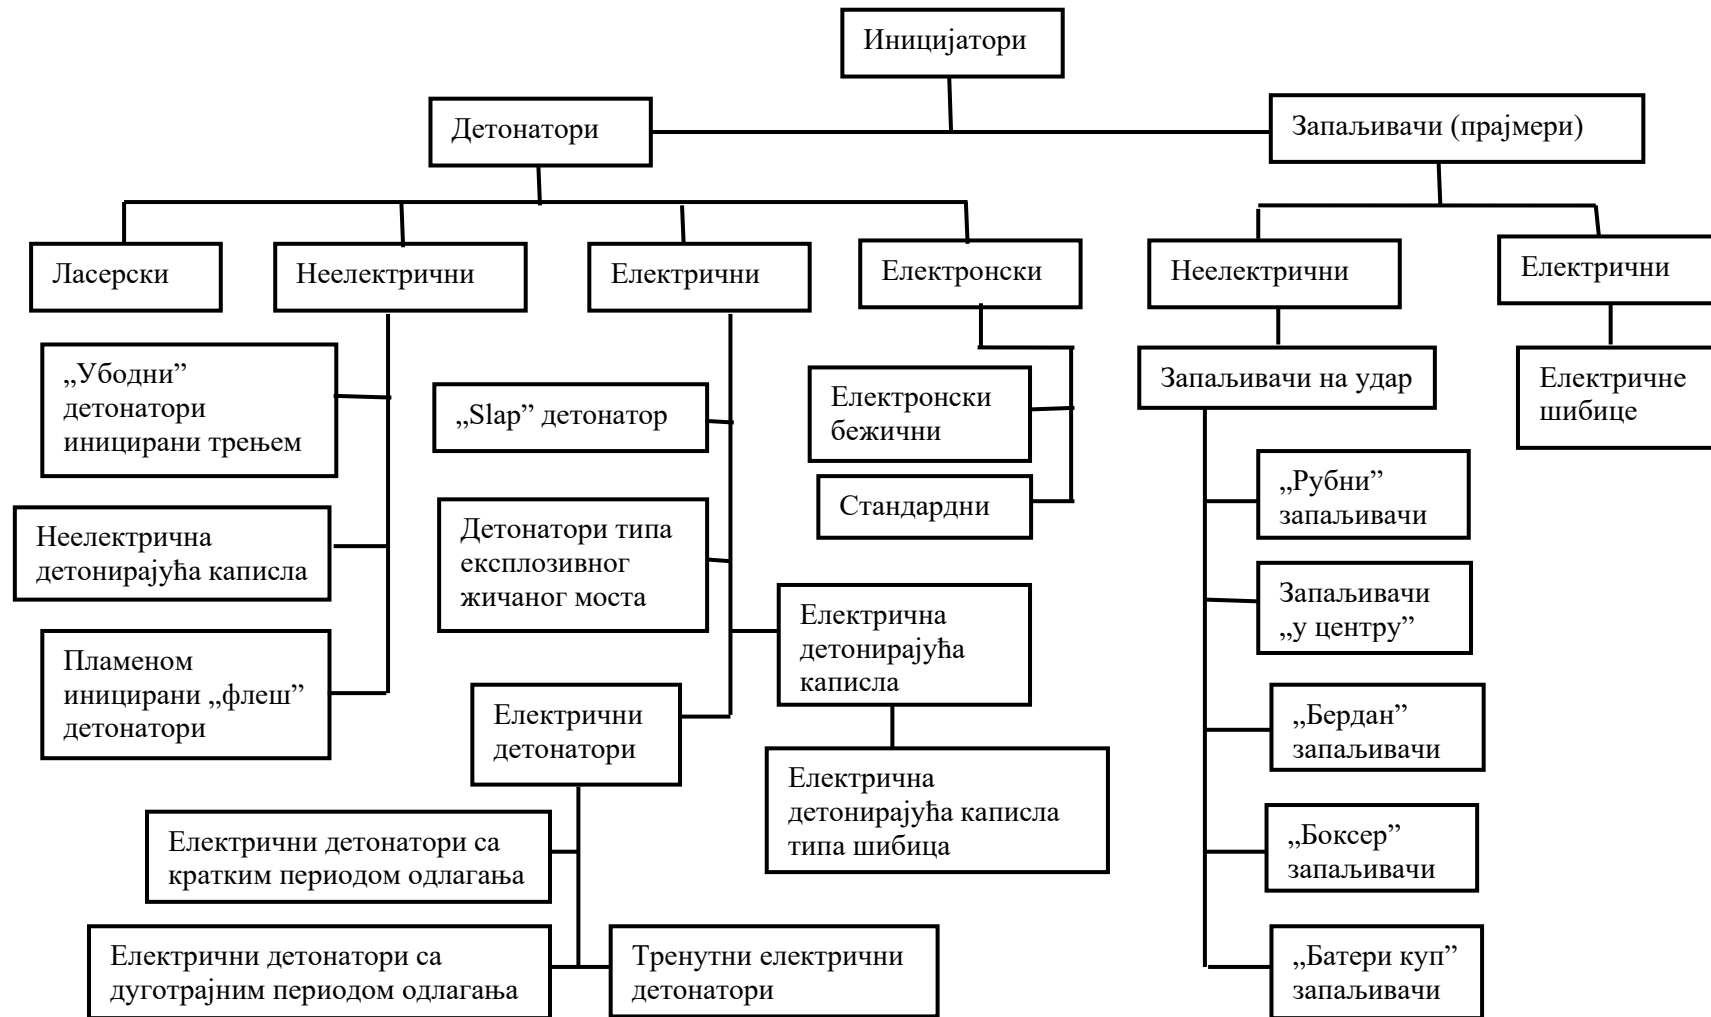 Иницијатори
Детонатори
Запаљивачи (прајмери)
Ласерски
Неелектрични
Електрични
Електронски
Неелектрични
Електрични
„Убодни”
детонатори
иницирани трењем
„Slap” детонатор
Електронски
бежични
Запаљивачи на удар
Електричне
шибице
Неелектрична
детонирајућа каписла
Детонатори типа
експлозивног
жичаног моста
Стандардни
„Рубни”
запаљивачи
Пламеном
иницирани „флеш”
детонатори
Електрична
детонирајућа
каписла
Запаљивачи
„у центру”
Електрични
детонатори
Електрична
детонирајућа каписла
типа шибица
„Бердан”
запаљивачи
Електрични детонатори са
кратким периодом одлагања
„Боксер”
запаљивачи
Електрични детонатори са
дуготрајним периодом одлагања
Тренутни електрични
детонатори
„Батери куп”
запаљивачи